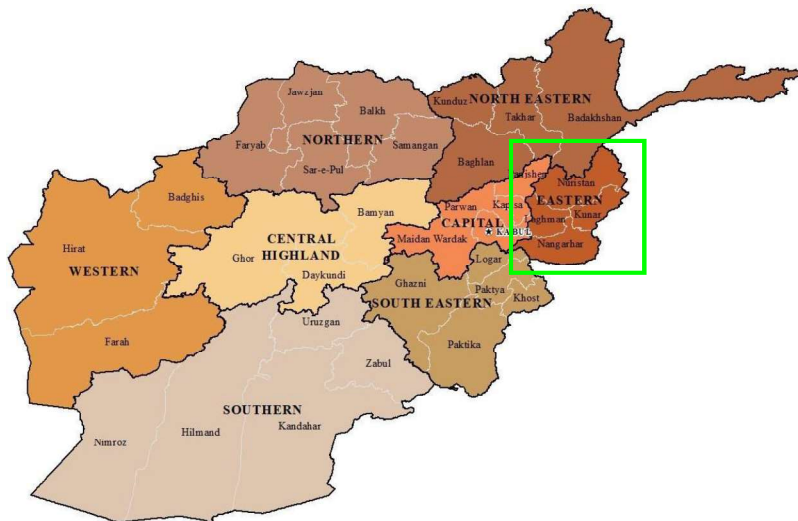 Jawzjan
Balkh
Kunduz
NORTH EASTERN
Takhar
Badakhshan
Faryab
NORTHERN
Samangan
Sar-e-Pul
Baghlan
Nuristan
Badghis
EASTERN
Bamyan
Parwan
Kapisa
Laghman
Kunar
CAPITAL
KABUL
Hirat
CENTRAL
HIGHLAND
Maidan Wardak
Nangarhar
WESTERN
Ghor
Daykundi
Logar
Ghazni
Paktya
SOUTH EASTERN
Khost
Uruzgan
Farah
Paktika
Zabul
SOUTHERN
Nimroz
Hilmand
Kandahar